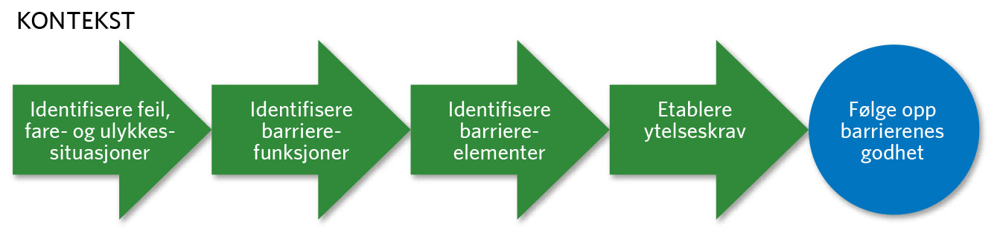 KONTEKST
Identifisere feil,
fare- og ulykkes-
situasjoner
Identifisere
barriere-
funksjoner
Identifisere
barriere-
elementer
Etablere
ytelseskrav
Følge opp
barrierenes
godhet